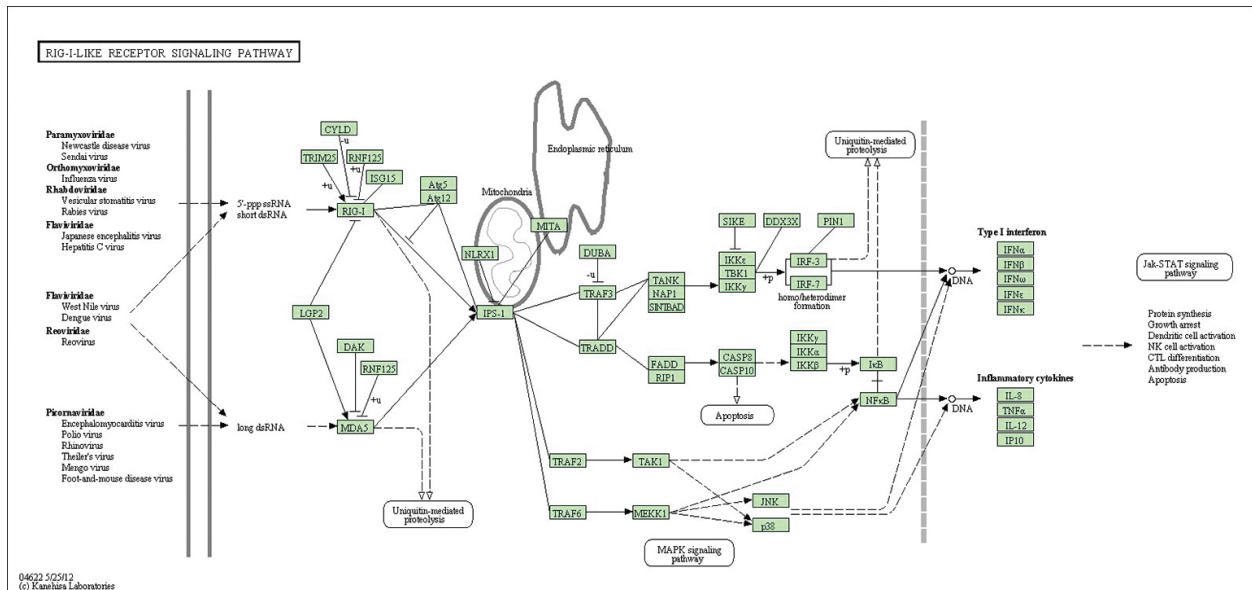 RIG-I-LIKE RECEPTOR SIGNALING PATHWAY
Paramyxoviridae
Newcastle disease virus
Sendai virus
Orthomyxoviridae
Influenza virus
Rhabdoviridae
Vesicular stomatitis virus
Rabies virus
Flaviviridae
Japanese encephalitis virus
Hepatitis C virus
Flaviviridae
West Nile virus
Dengue virus
Reoviridae
Reovirus
Picornaviridae
Encephalomyocarditis virus
Polio virus
Rhinovirus
Theiler's virus
Mengo virus
Foot-and-mouse disease virus
5'-ppp ssRNA
short dsRNA
long dsRNA
CYLD
-u
TRIM25
RNF125
+u
+u
ISG15
RIG-I
Atg5
Atg12
LGP2
DAK
RNF125
+u
MDA5
Uniquitin-mediated
proteolysis
Mitochondria
Endoplasmic reticulum
MITA
NLRX1
IPS-1
DUBA
-u
TRAF3
TRADD
TANK
NAP1
SINTBAD
FADD
RIP1
TRAF2
TRAF6
TAK1
MEKK1
SIKE
DDX3X
PIN1
IKKε
TBK1
IKKγ
+p
IRF-3
IRF-7
homo/heterodimer
formation
Uniquitin-mediated
proteolysis
CASP8
CASP10
Apoptosis
IKKγ
IKKα
IKKβ
+p
IκB
NFκB
JNK
p38
MAPK signaling
pathway
DNA
DNA
Type I interferon
IFNα
IFNβ
IFNω
IFNε
IFNκ
Inflammatory cytokines
IL-8
TNFα
IL-12
IP10
Jak-STAT signaling
pathway
Protein synthesis
Growth arrest
Dendritic cell activation
NK cell activation
CTL differentiation
Antibody production
Apoptosis
04622 5/25/12
(c) Kanehisa Laboratories